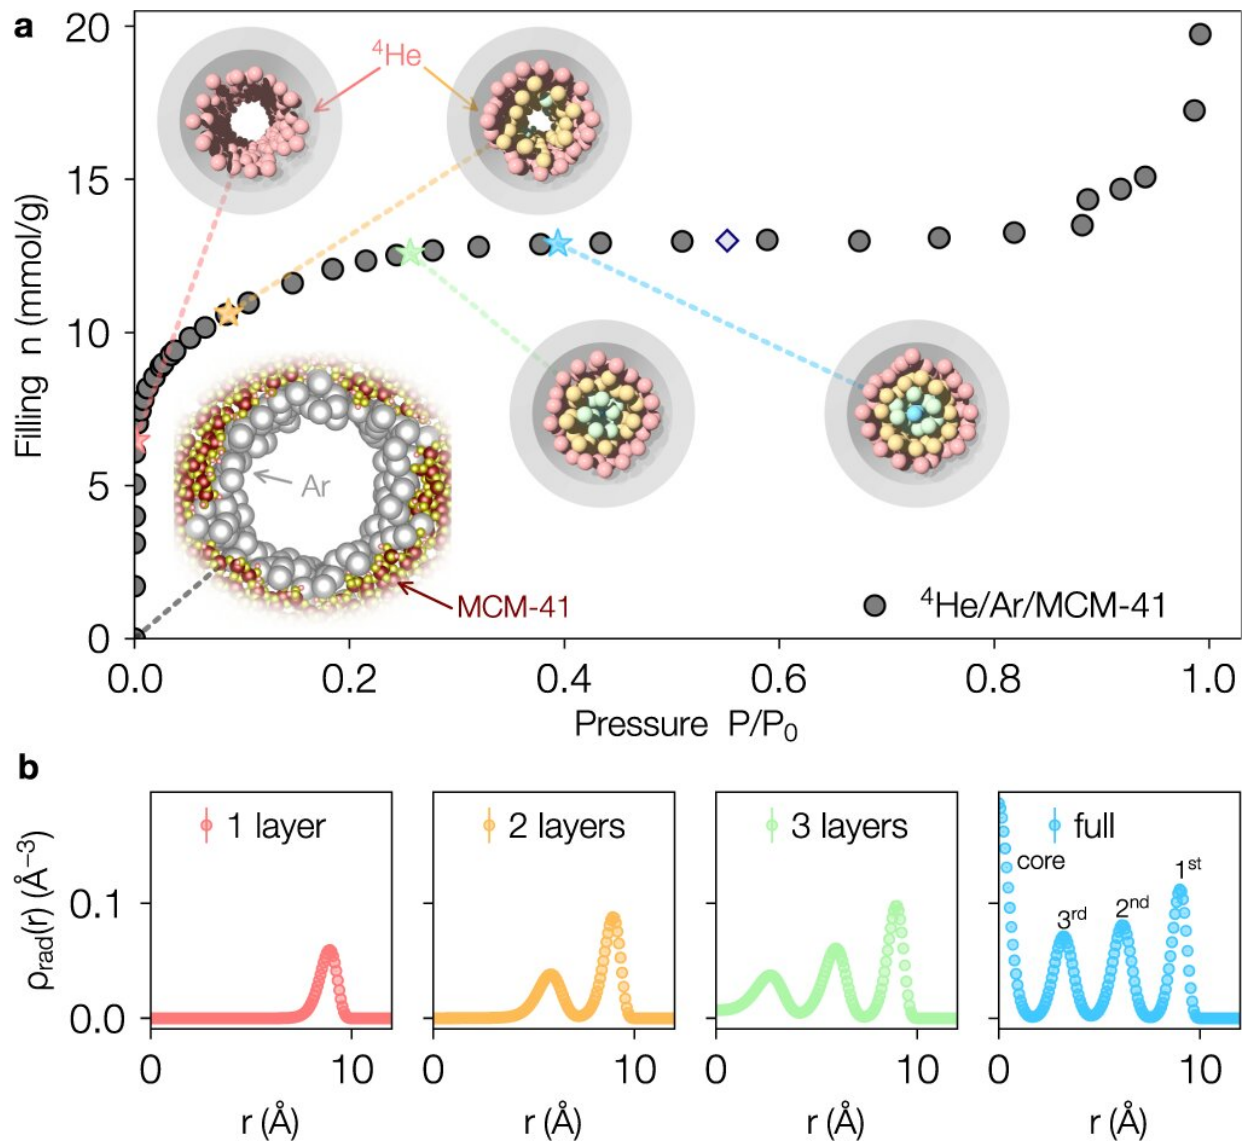 a
Filling n (mmol/g)
20
15
10
5
0
⁴He
Ar
MCM-41
⁴He/Ar/MCM-41
0.0 0.2 0.4 0.6 0.8 1.0
Pressure P/P₀
b
ρrad(r) (Å⁻³)
0.1
0.0
1 layer
2 layers
3 layers
full
core
3rd
2nd
1st
0 10 0 10 0 10 0 10
r (Å) r (Å) r (Å) r (Å)